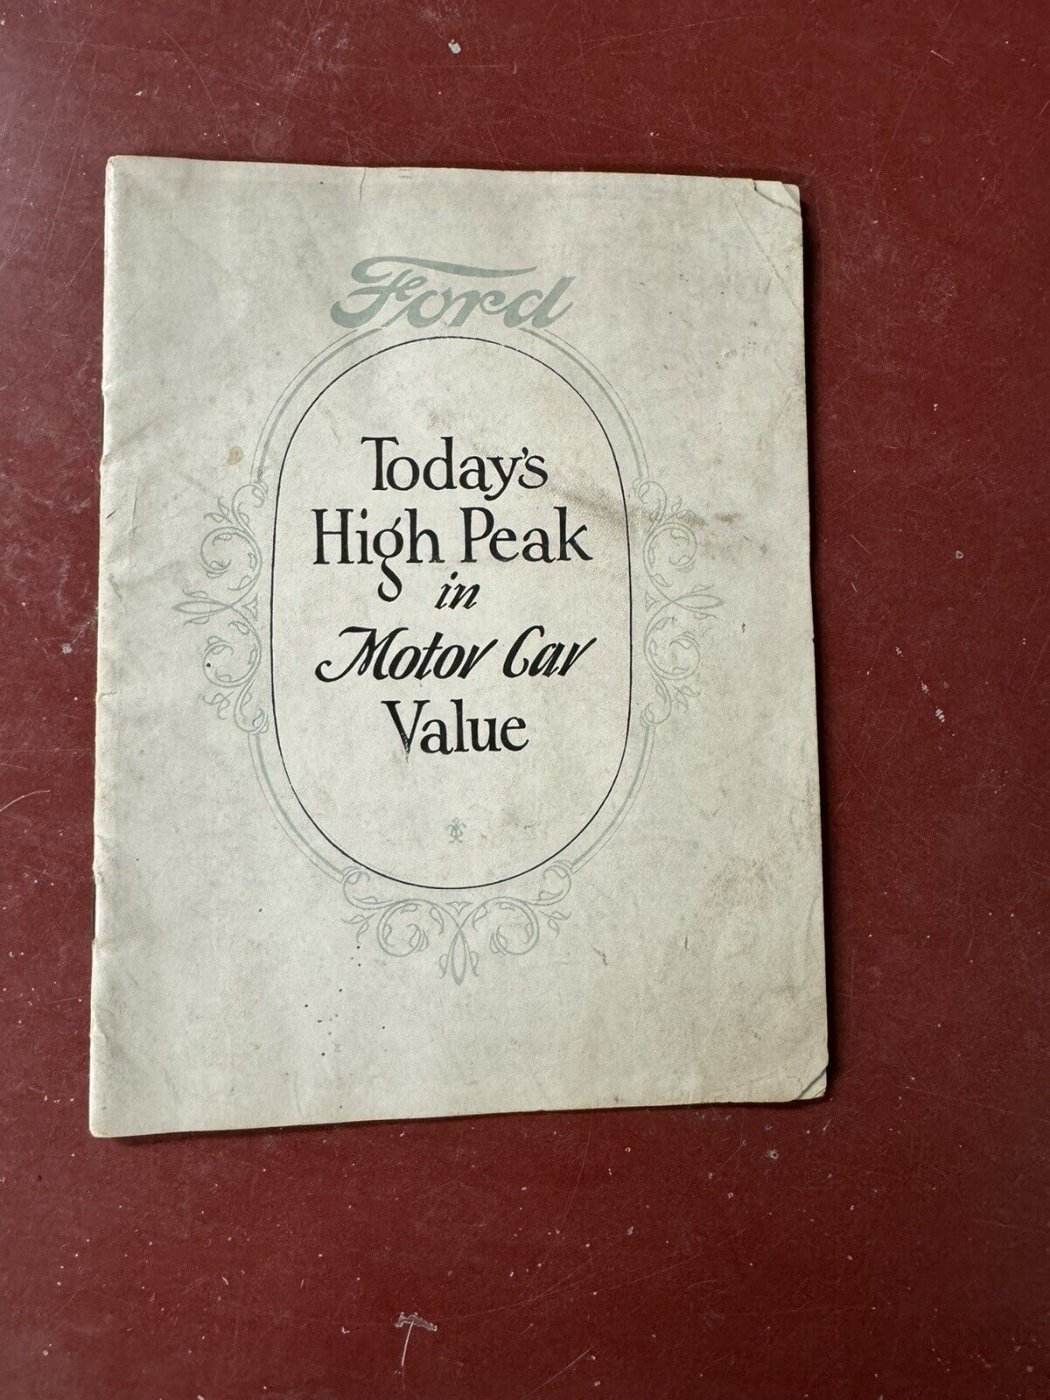 Ford
Today's
High Peak
in
Motor Car
Value